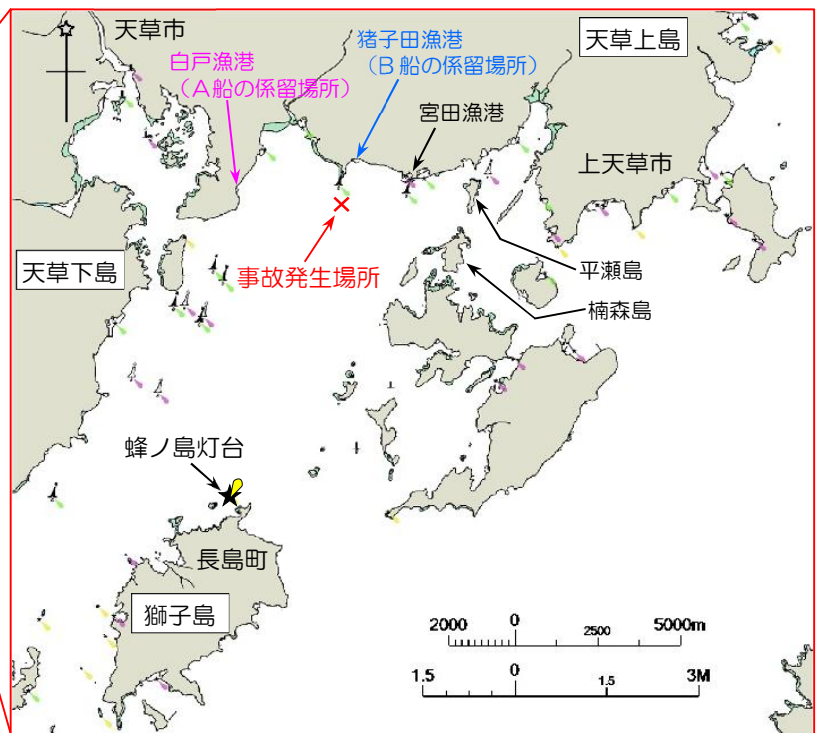 天草市
白戸漁港
（A船の係留場所）
猪子田漁港
（B船の係留場所）
天草上島
宮田漁港
上天草市
天草下島
事故発生場所
平瀬島
楠森島
蜂ノ島灯台
長島町
獅子島
2000 0 2500 5000m
1.5 0 1.5 3M